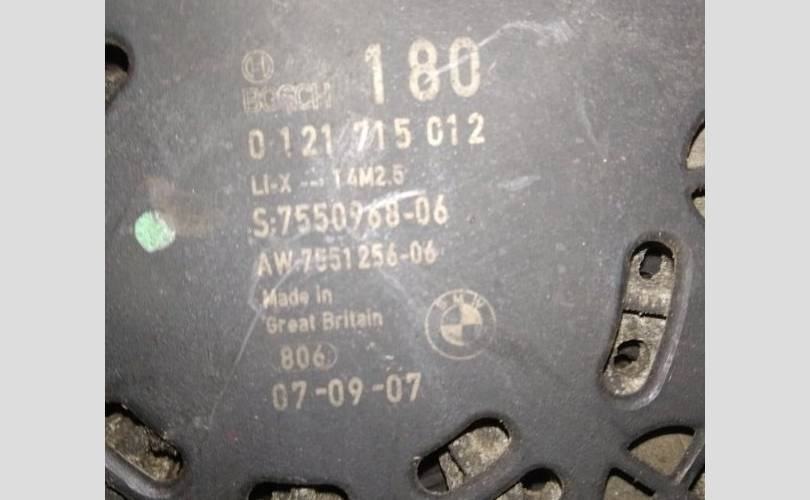 BOSCH 180
0 121 715 012
LI-X --- 14M2.5
S:7550968-06
AW-7551256-06
Made in
Great Britain
BMW
806
07-09-07